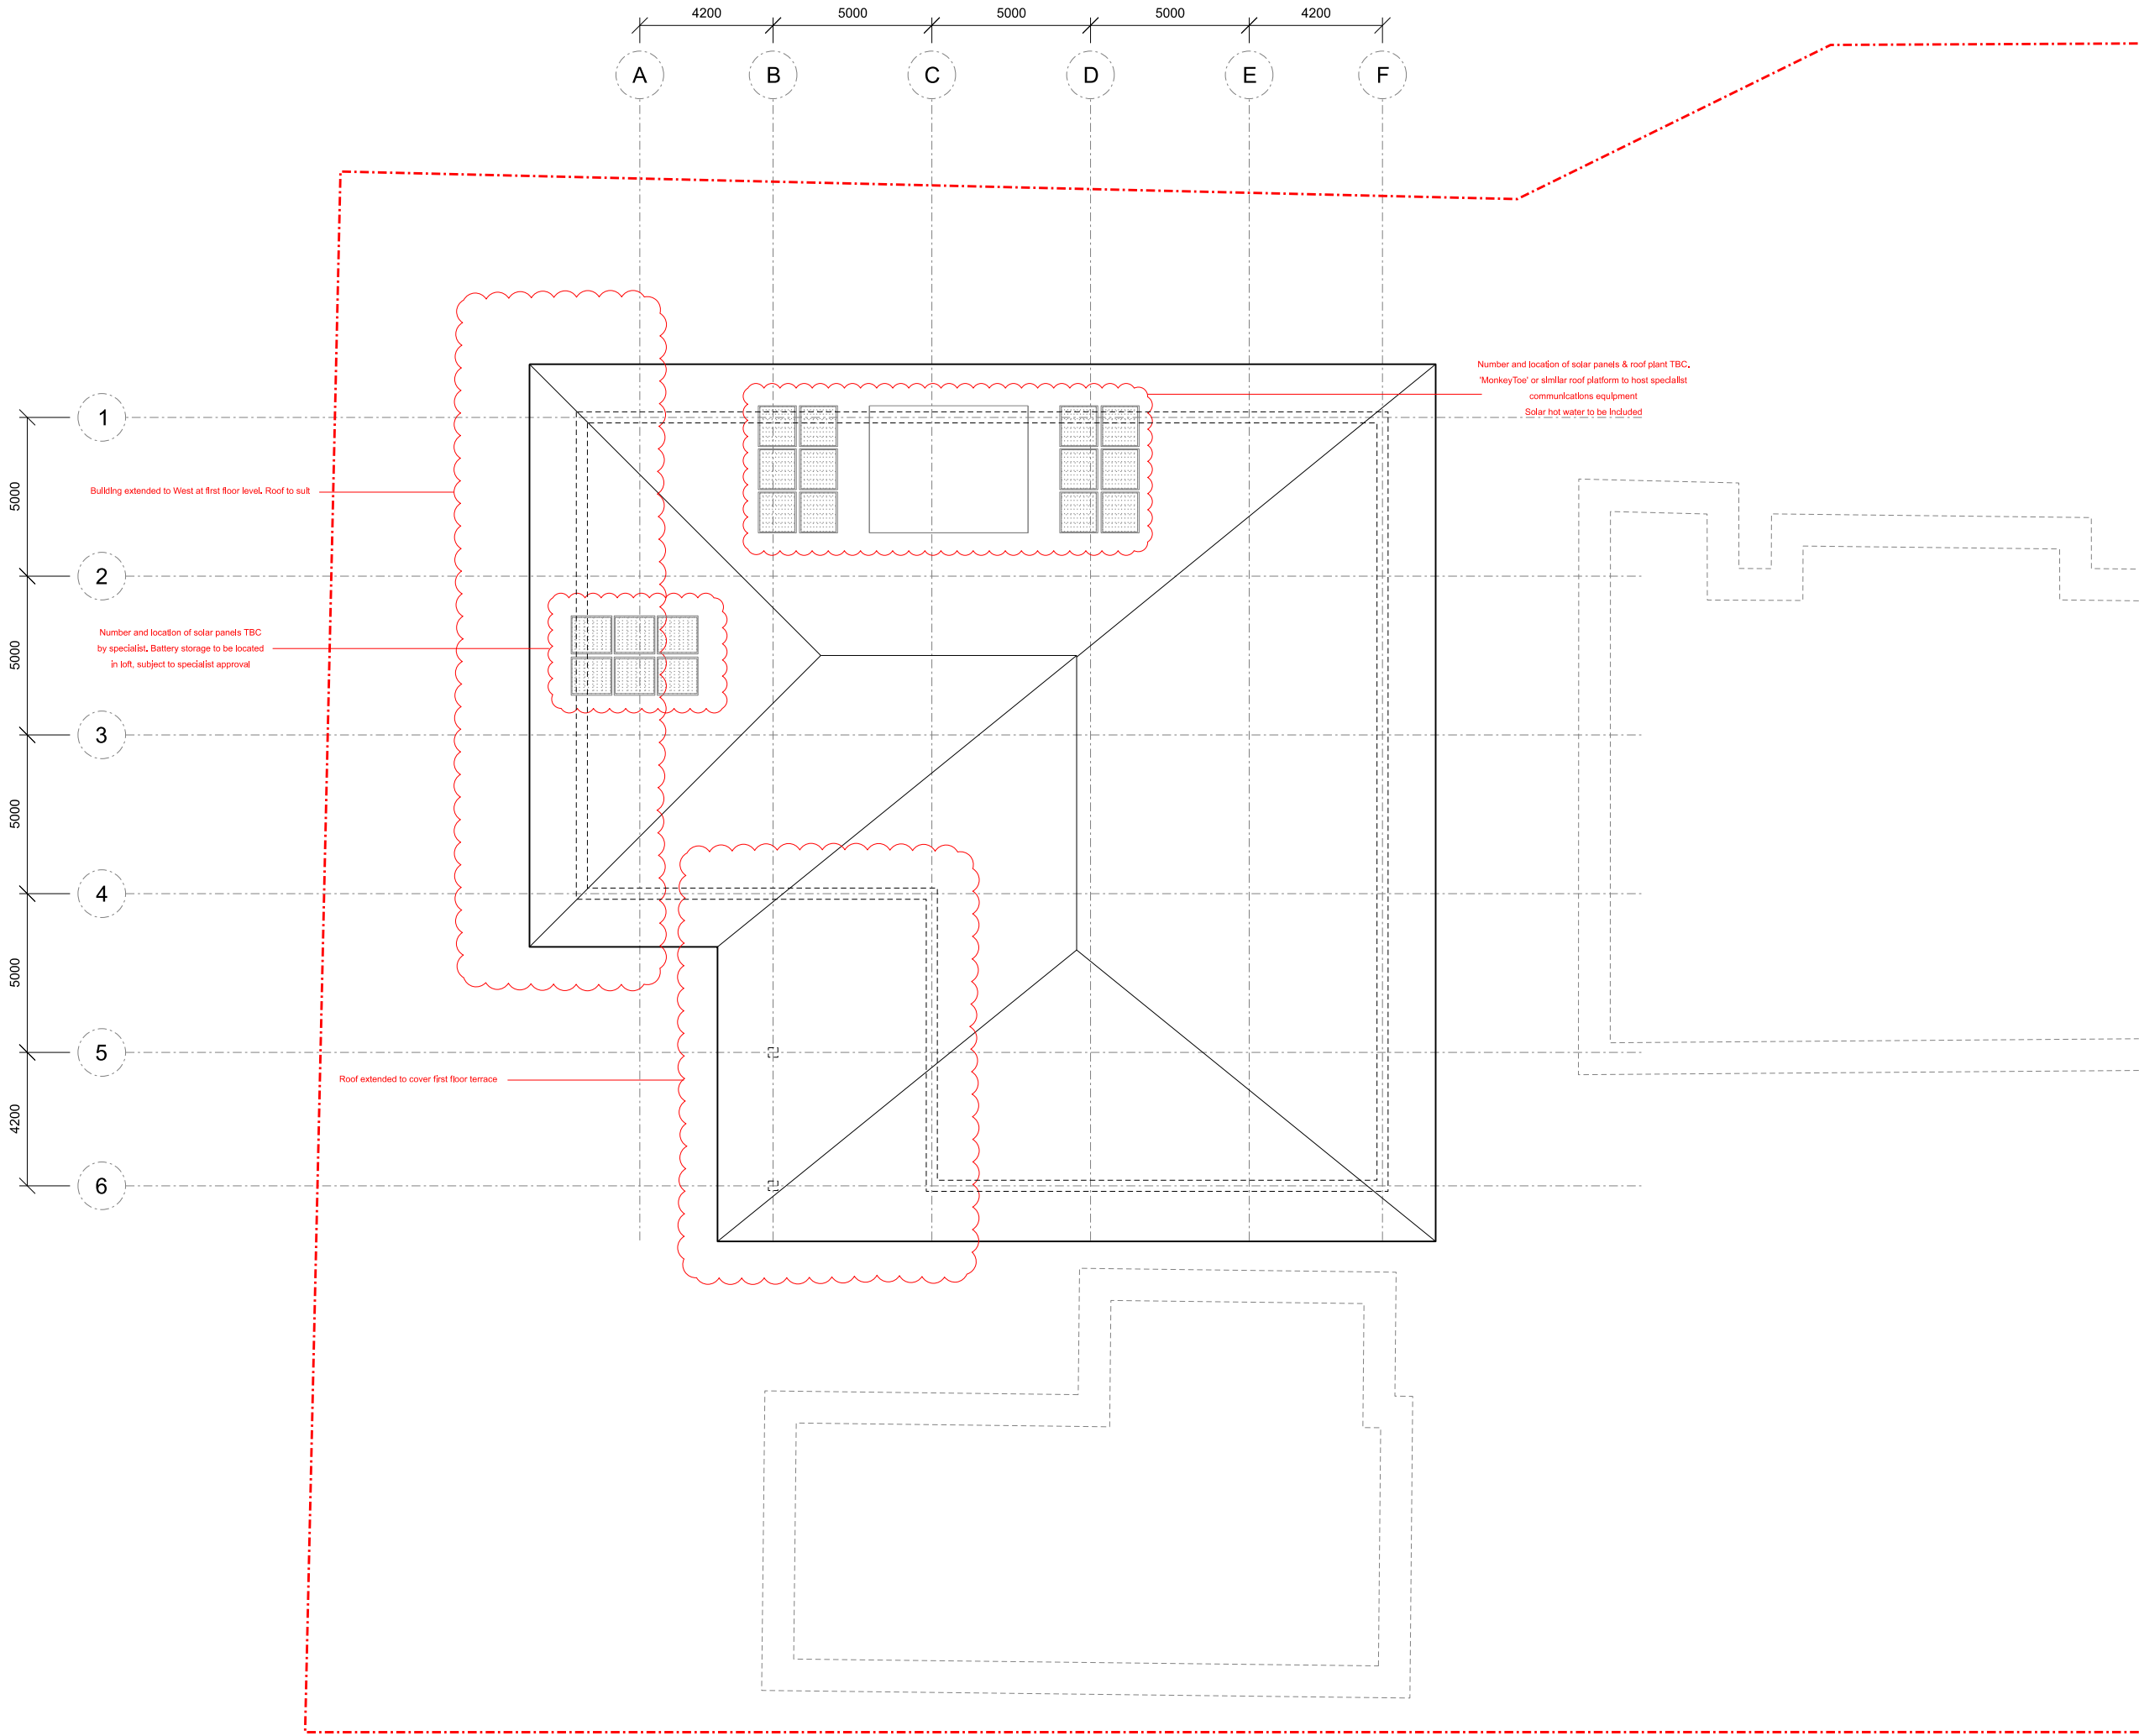 4200 5000 5000 5000 4200
A B C D E F
Number and location of solar panels & roof plant TBC.
'MonkeyToe' or similar roof platform to host specialist
communications equipment
Solar hot water to be included
1
5000
Building extended to West at first floor level. Roof to suit
2
Number and location of solar panels TBC
by specialist. Battery storage to be located
in loft, subject to specialist approval
5000
3
5000
4
5000
5
Roof extended to cover first floor terrace
4200
6